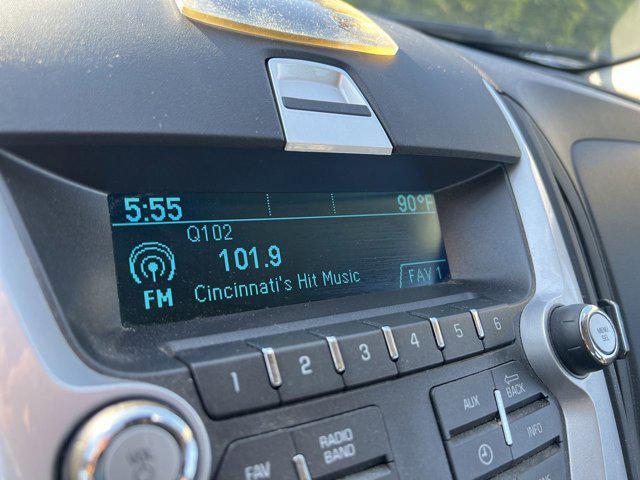 5:55 90°F
Q102
101.9
FM Cincinnati's Hit Music FAV 1
1 2 3 4 5 6
MENU SEL
AUX BACK
INFO
FAV RADIO BAND